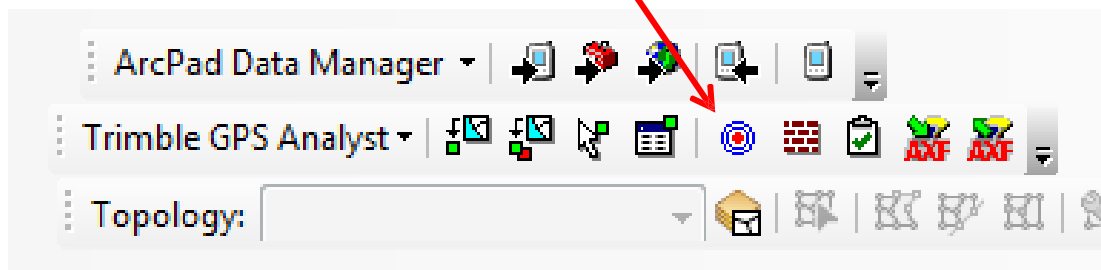 ArcPad Data Manager
Trimble GPS Analyst AXF AXF
Topology: